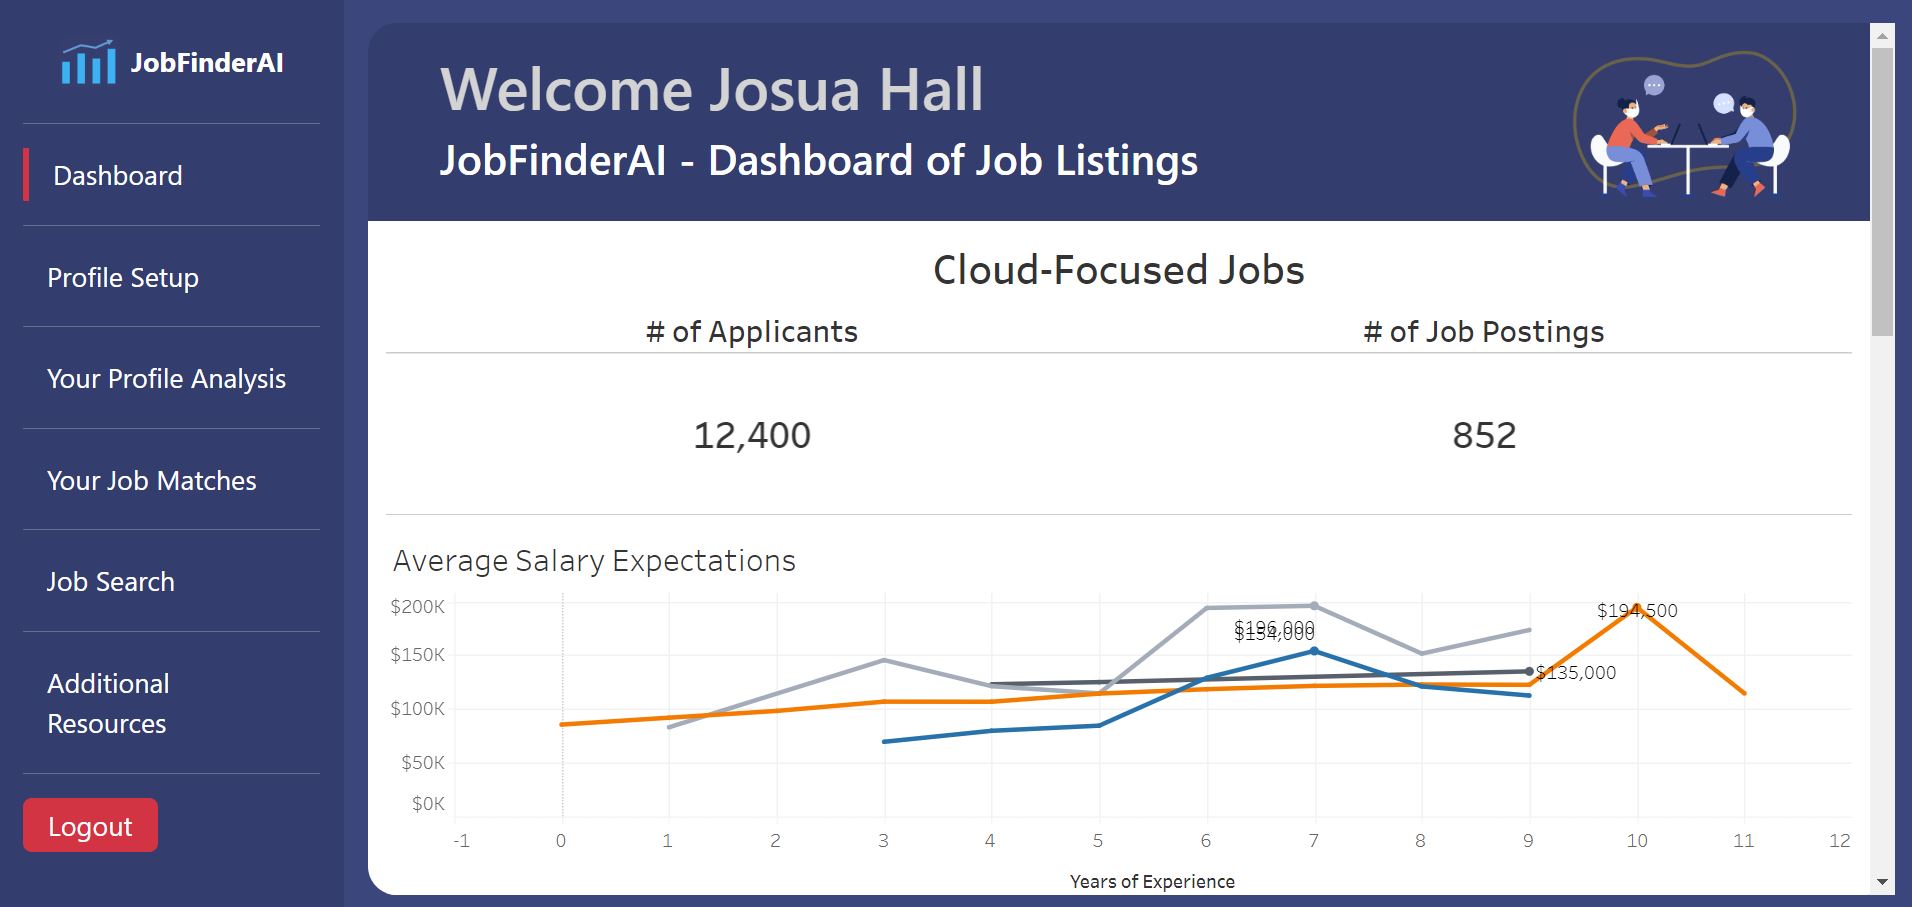 JobFinderAI
Dashboard
Profile Setup
Your Profile Analysis
Your Job Matches
Job Search
Additional
Resources
Logout
Welcome Josua Hall
JobFinderAI - Dashboard of Job Listings
Cloud-Focused Jobs
# of Applicants
# of Job Postings
12,400
852
Average Salary Expectations
$200K
$150K
$100K
$50K
$0K
$196,000
$154,000
$194,500
$135,000
-1 0 1 2 3 4 5 6 7 8 9 10 11 12
Years of Experience